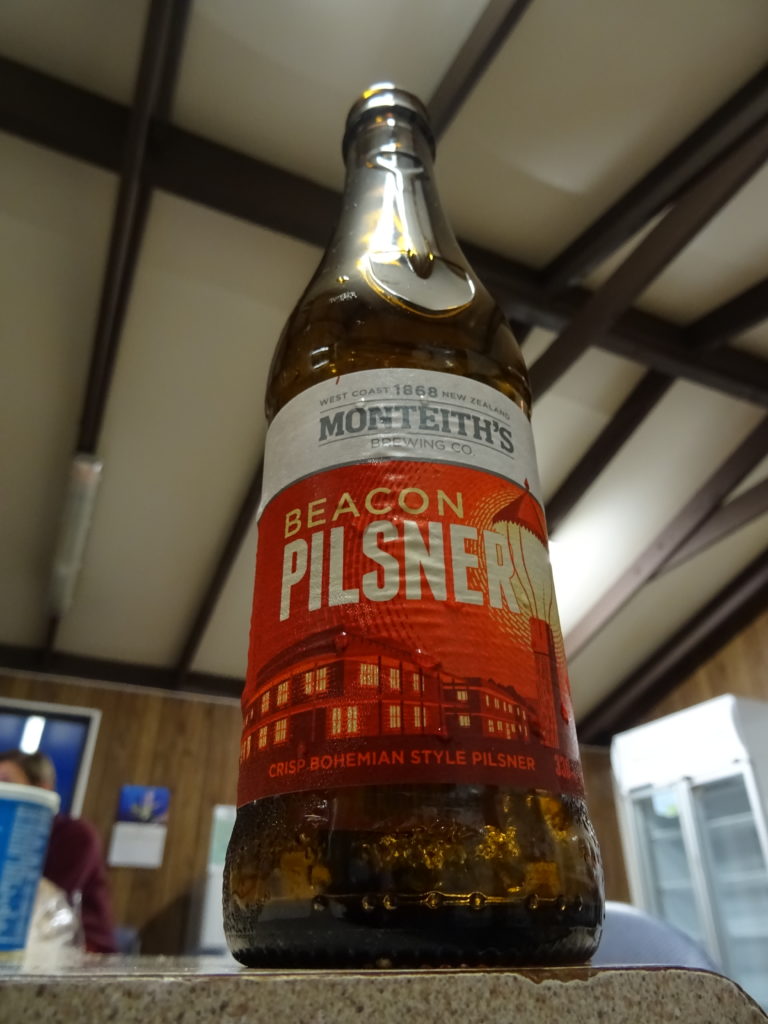 WEST COAST 1868 NEW ZEALAND
MONTEITH'S
BREWING CO.
BEACON
PILSNER
CRISP BOHEMIAN STYLE PILSNER